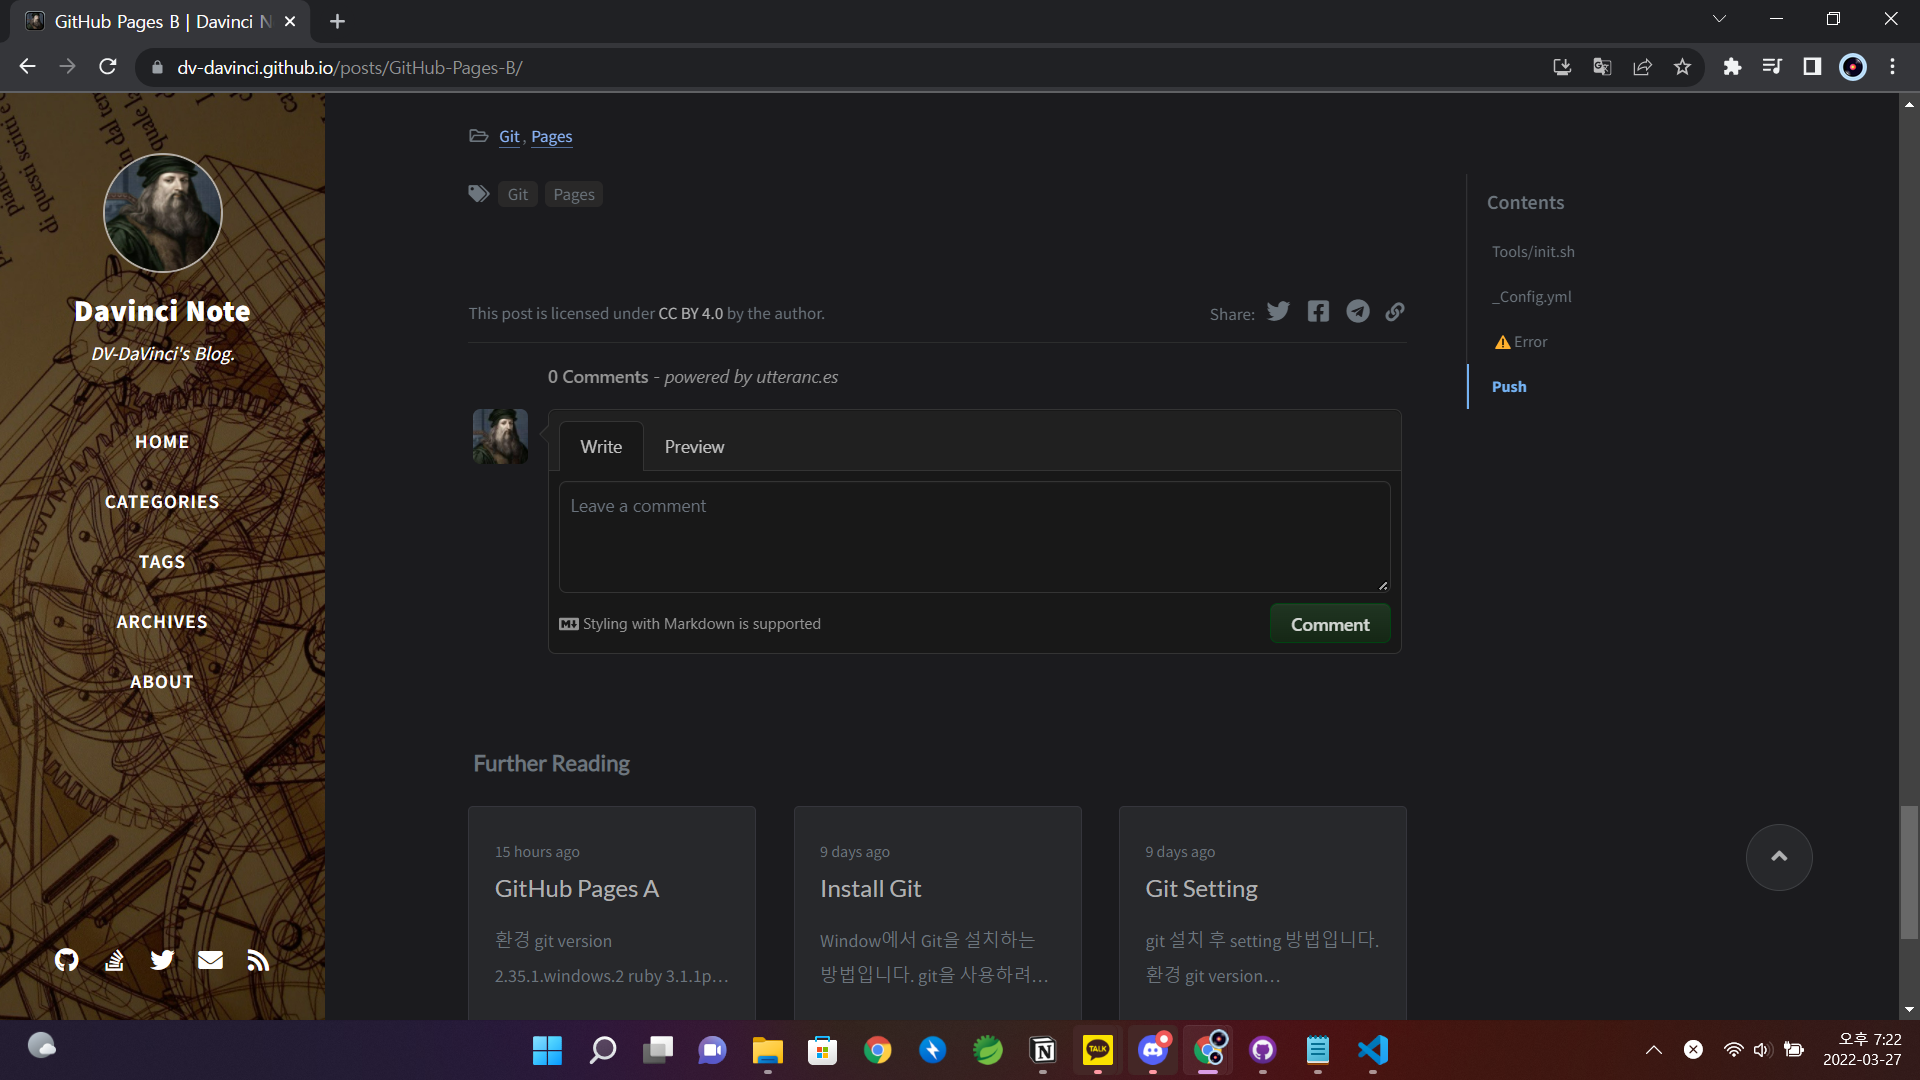 GitHub Pages B | Davinci N
dv-davinci.github.io/posts/GitHub-Pages-B/
Davinci Note
DV-DaVinci's Blog.
HOME
CATEGORIES
TAGS
ARCHIVES
ABOUT
Git, Pages
Git Pages
This post is licensed under CC BY 4.0 by the author.
Share:
0 Comments - powered by utteranc.es
Write Preview
Leave a comment
Styling with Markdown is supported
Comment
Contents
Tools/init.sh
_Config.yml
⚠️ Error
Push
Further Reading
15 hours ago
GitHub Pages A
환경 git version
2.35.1.windows.2 ruby 3.1.1p…
9 days ago
Install Git
Window에서 Git을 설치하는
방법입니다. git을 사용하려…
9 days ago
Git Setting
git 설치 후 setting 방법입니다.
환경 git version…
TALK
오후 7:22
2022-03-27